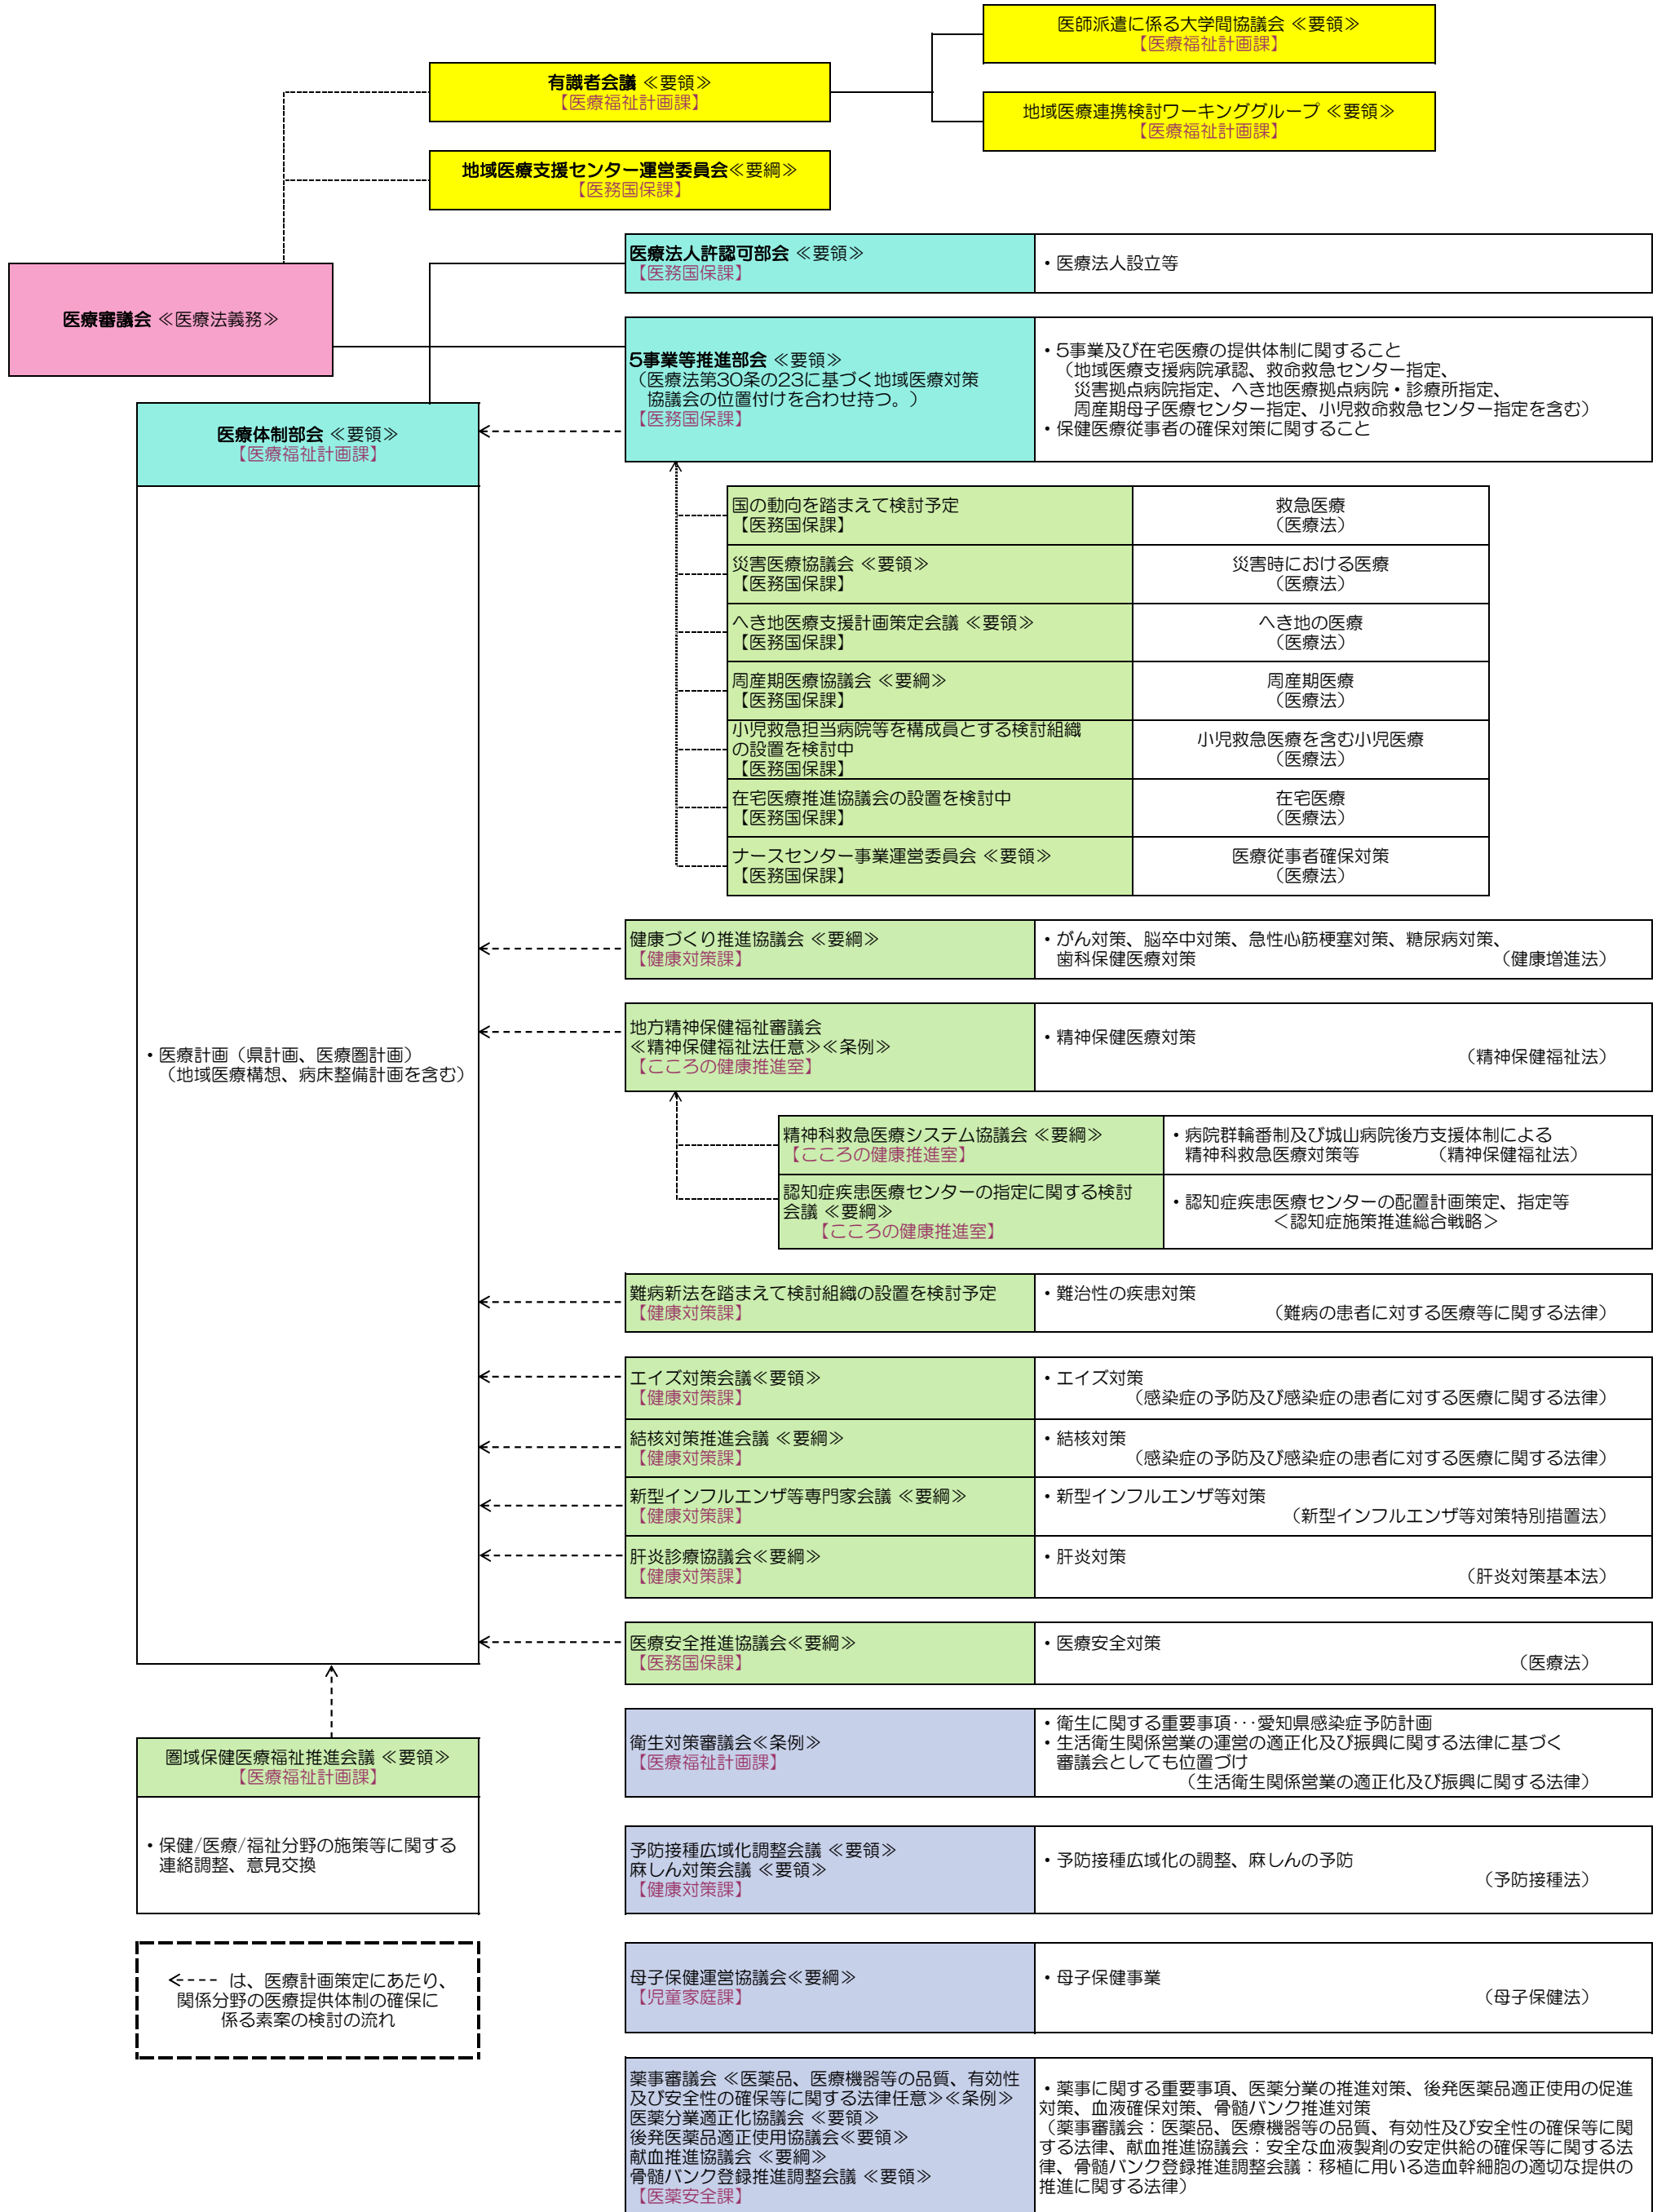 医師派遣に係る大学間協議会 ≪要領≫
【医療福祉計画課】
有識者会議 ≪要領≫
【医療福祉計画課】
地域医療連携検討ワーキンググループ ≪要領≫
【医療福祉計画課】
地域医療支援センター運営委員会≪要綱≫
【医務国保課】
医療法人許認可部会 ≪要領≫
【医務国保課】
・医療法人設立等
医療審議会 ≪医療法義務≫
5事業等推進部会 ≪要領≫
（医療法第30条の23に基づく地域医療対策
協議会の位置付けを合わせ持つ。）
【医務国保課】
・5事業及び在宅医療の提供体制に関すること
（地域医療支援病院承認、救命救急センター指定、
災害拠点病院指定、へき地医療拠点病院・診療所指定、
周産期母子医療センター指定、小児救命救急センター指定を含む）
・保健医療従事者の確保対策に関すること
医療体制部会 ≪要領≫
【医療福祉計画課】
国の動向を踏まえて検討予定
【医務国保課】
救急医療
（医療法）
災害医療協議会 ≪要領≫
【医務国保課】
災害時における医療
（医療法）
へき地医療支援計画策定会議 ≪要領≫
【医務国保課】
へき地の医療
（医療法）
周産期医療協議会 ≪要綱≫
【医務国保課】
周産期医療
（医療法）
小児救急担当病院等を構成員とする検討組織
の設置を検討中
【医務国保課】
小児救急医療を含む小児医療
（医療法）
在宅医療推進協議会の設置を検討中
【医務国保課】
在宅医療
（医療法）
ナースセンター事業運営委員会 ≪要領≫
【医務国保課】
医療従事者確保対策
（医療法）
健康づくり推進協議会 ≪要綱≫
【健康対策課】
・がん対策、脳卒中対策、急性心筋梗塞対策、糖尿病対策、
歯科保健医療対策 （健康増進法）
地方精神保健福祉審議会
≪精神保健福祉法任意≫≪条例≫
【こころの健康推進室】
・精神保健医療対策
（精神保健福祉法）
・医療計画（県計画、医療圏計画）
（地域医療構想、病床整備計画を含む）
精神科救急医療システム協議会 ≪要綱≫
【こころの健康推進室】
・病院群輪番制及び城山病院後方支援体制による
精神科救急医療対策等 （精神保健福祉法）
認知症疾患医療センターの指定に関する検討
会議 ≪要綱≫
【こころの健康推進室】
・認知症疾患医療センターの配置計画策定、指定等
＜認知症施策推進総合戦略＞
難病新法を踏まえて検討組織の設置を検討予定
【健康対策課】
・難治性の疾患対策
（難病の患者に対する医療等に関する法律）
エイズ対策会議≪要領≫
【健康対策課】
・エイズ対策
（感染症の予防及び感染症の患者に対する医療に関する法律）
結核対策推進会議 ≪要綱≫
【健康対策課】
・結核対策
（感染症の予防及び感染症の患者に対する医療に関する法律）
新型インフルエンザ等専門家会議 ≪要綱≫
【健康対策課】
・新型インフルエンザ等対策
（新型インフルエンザ等対策特別措置法）
肝炎診療協議会≪要綱≫
【健康対策課】
・肝炎対策
（肝炎対策基本法）
医療安全推進協議会≪要綱≫
【医務国保課】
・医療安全対策
（医療法）
衛生対策審議会≪条例≫
【医療福祉計画課】
・衛生に関する重要事項･･･愛知県感染症予防計画
・生活衛生関係営業の運営の適正化及び振興に関する法律に基づく
審議会としても位置づけ
（生活衛生関係営業の適正化及び振興に関する法律）
圏域保健医療福祉推進会議 ≪要領≫
【医療福祉計画課】
・保健/医療/福祉分野の施策等に関する
連絡調整、意見交換
予防接種広域化調整会議 ≪要領≫
麻しん対策会議 ≪要領≫
【健康対策課】
・予防接種広域化の調整、麻しんの予防
（予防接種法）
は、医療計画策定にあたり、
関係分野の医療提供体制の確保に
係る素案の検討の流れ
母子保健運営協議会≪要綱≫
【児童家庭課】
・母子保健事業
（母子保健法）
薬事審議会 ≪医薬品、医療機器等の品質、有効性
及び安全性の確保等に関する法律任意≫≪条例≫
医薬分業適正化協議会 ≪要領≫
後発医薬品適正使用協議会≪要領≫
献血推進協議会 ≪要綱≫
骨髄バンク登録推進調整会議 ≪要領≫
【医薬安全課】
・薬事に関する重要事項、医薬分業の推進対策、後発医薬品適正使用の促進
対策、血液確保対策、骨髄バンク推進対策
（薬事審議会：医薬品、医療機器等の品質、有効性及び安全性の確保等に関
する法律、献血推進協議会：安全な血液製剤の安定供給の確保等に関する法
律、骨髄バンク登録推進調整会議：移植に用いる造血幹細胞の適切な提供の
推進に関する法律）